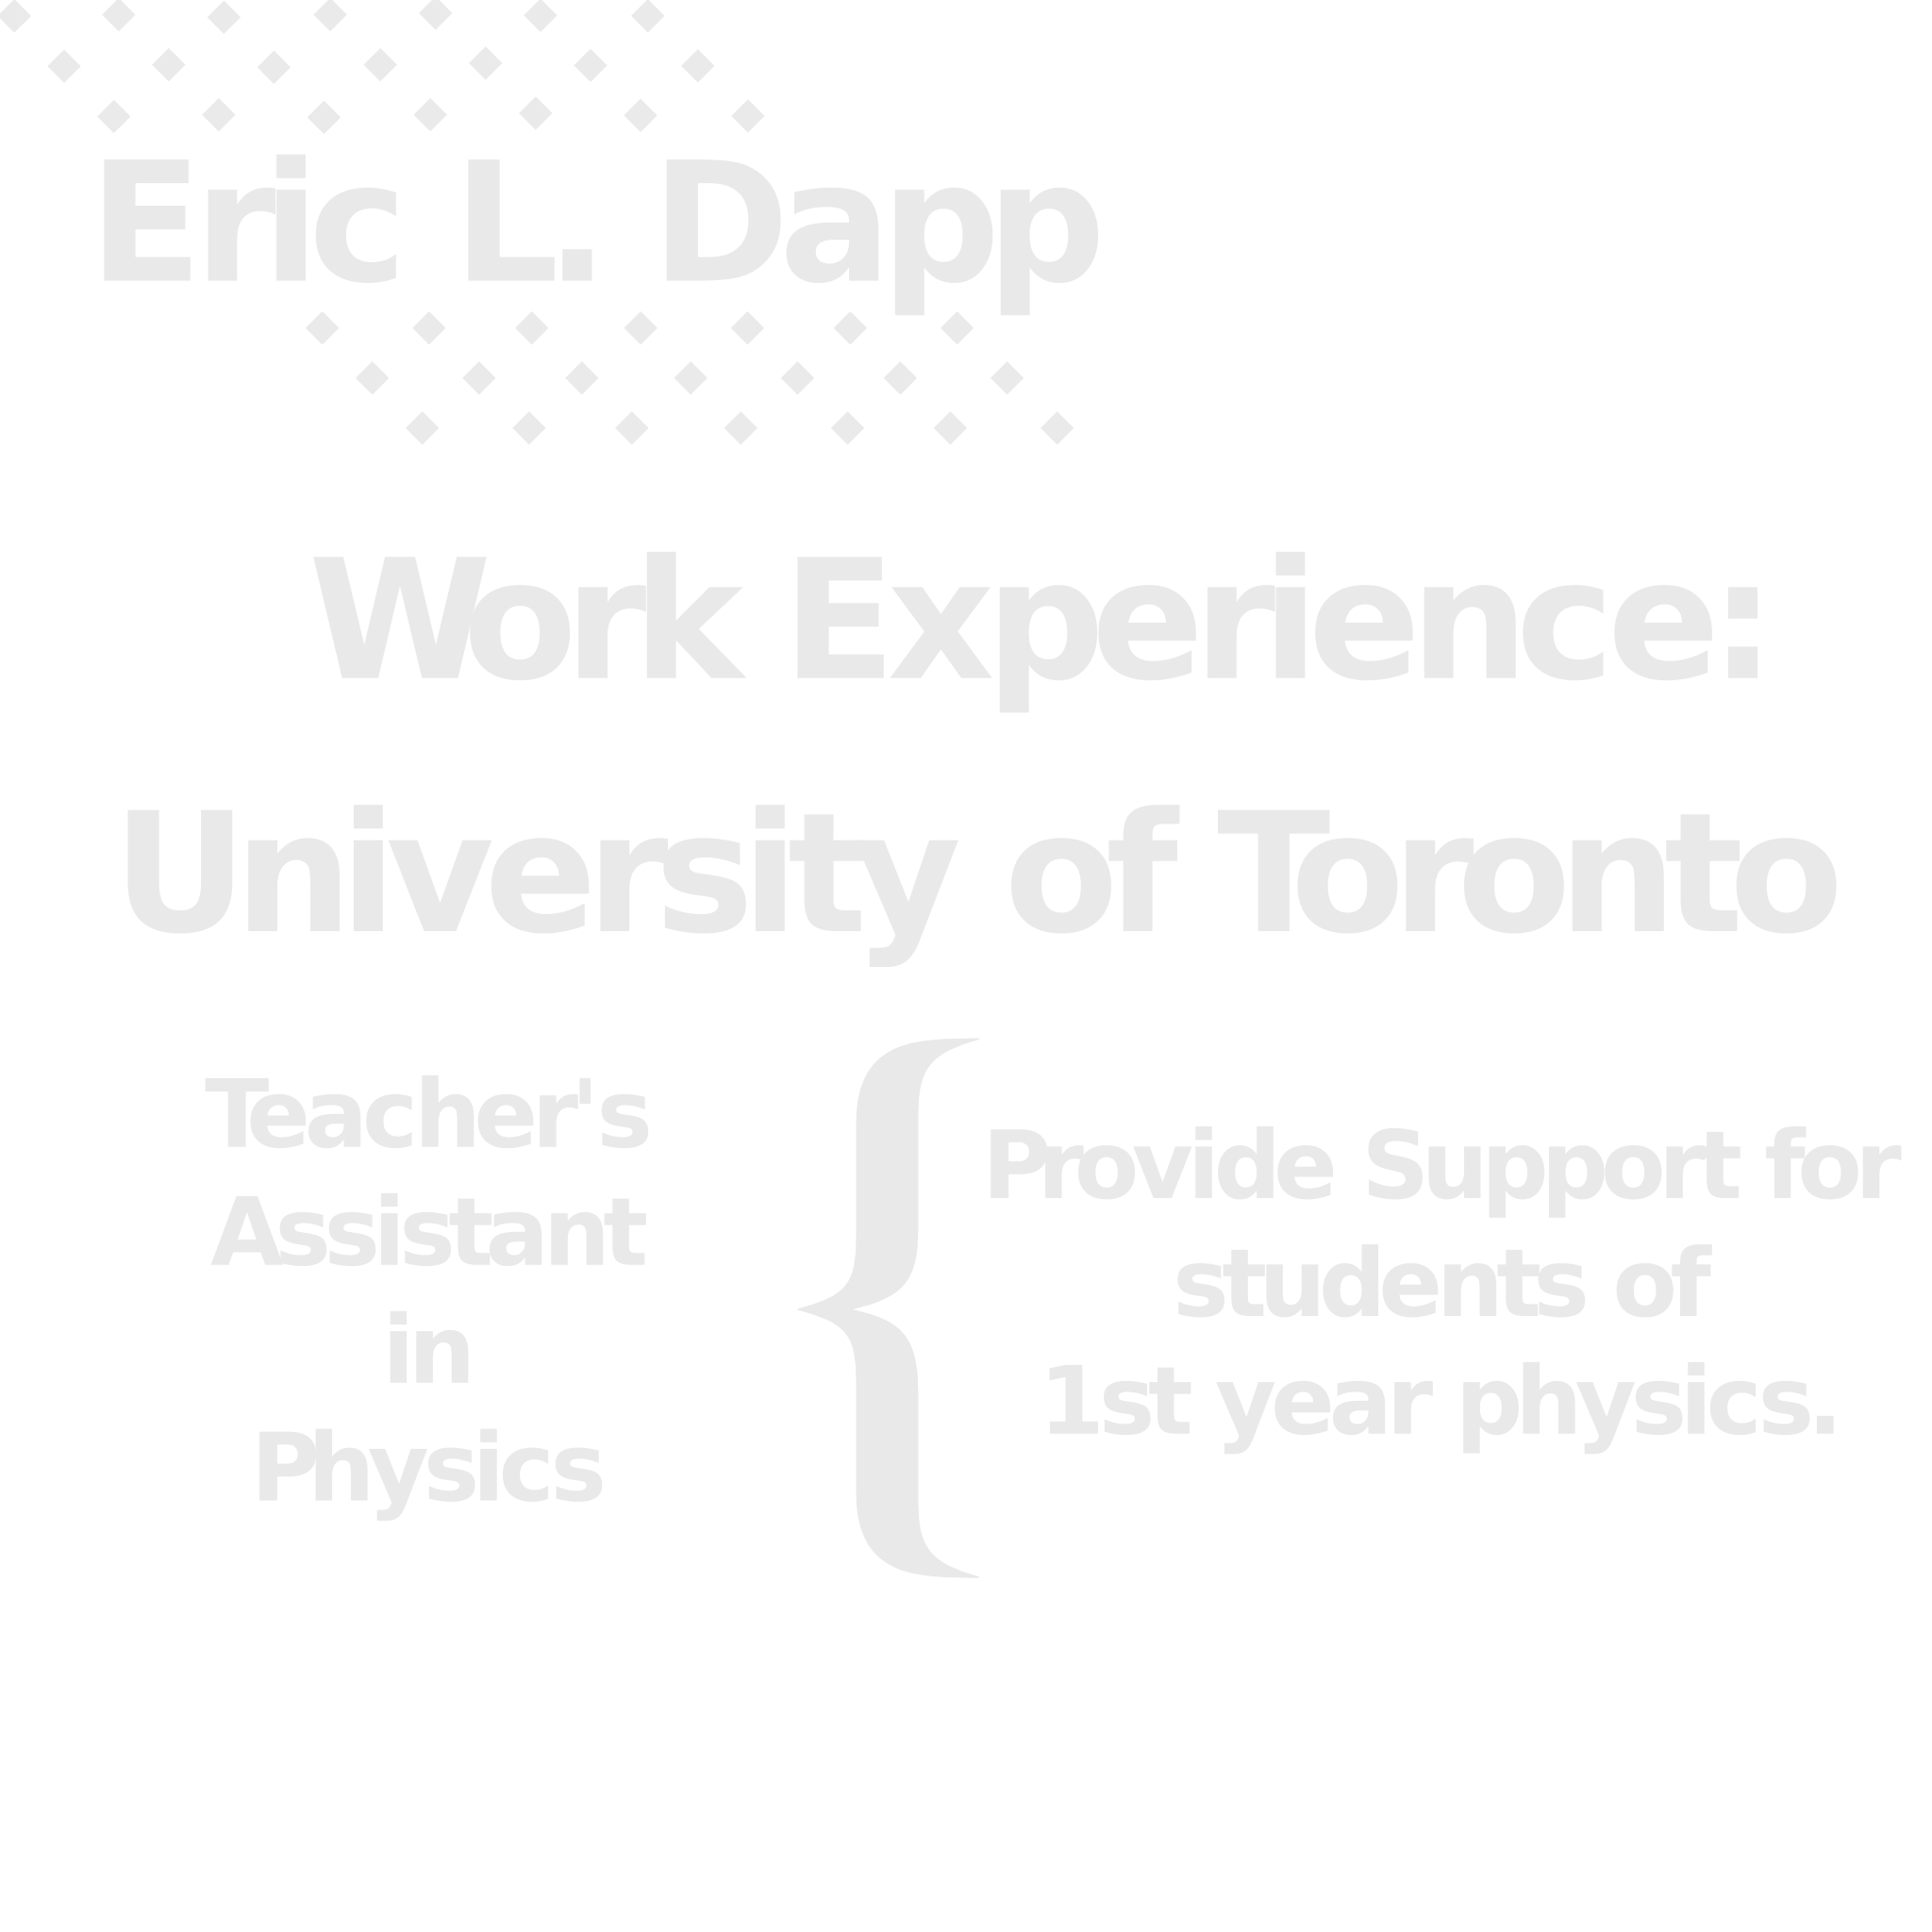 Eric L. Dapp
Work Experience:
University of Toronto
Teacher's
Assistant
in
Physics
{
Provide Support for
students of
1st year physics.